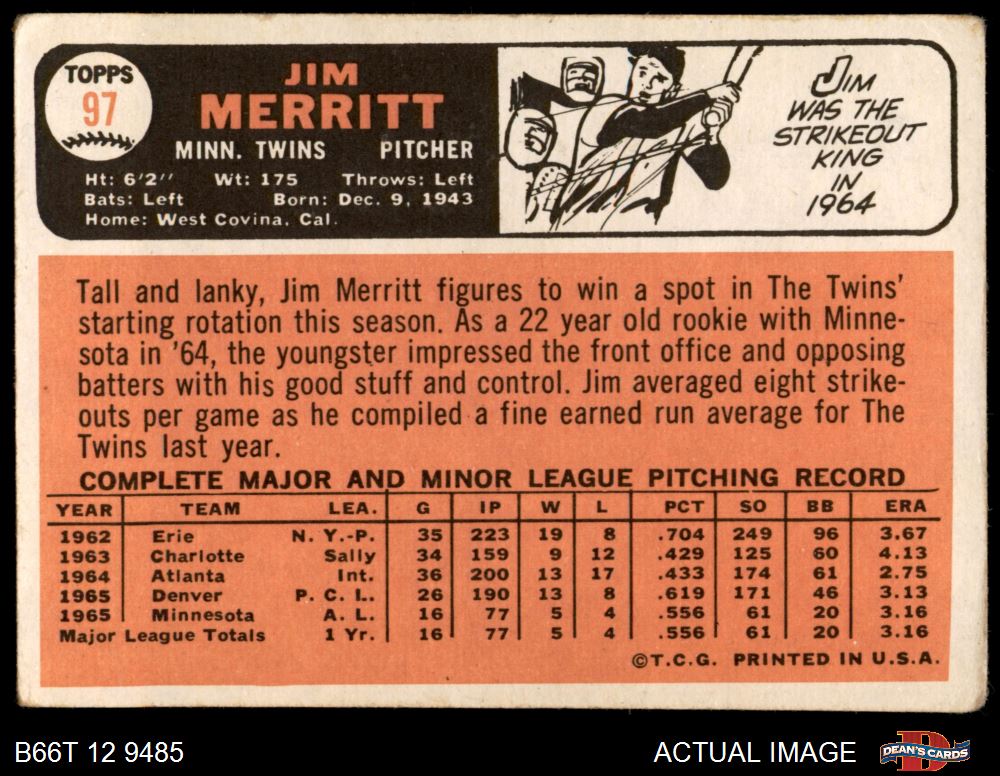 TOPPS
97
JIM
MERRITT
MINN. TWINS PITCHER
Ht: 6'2" Wt: 175 Throws: Left
Bats: Left Born: Dec. 9, 1943
Home: West Covina, Cal.
JIM
WAS THE
STRIKEOUT
KING
IN
1964
Tall and lanky, Jim Merritt figures to win a spot in The Twins'
starting rotation this season. As a 22 year old rookie with Minne-
sota in '64, the youngster impressed the front office and opposing
batters with his good stuff and control. Jim averaged eight strike-
outs per game as he compiled a fine earned run average for The
Twins last year.
COMPLETE MAJOR AND MINOR LEAGUE PITCHING RECORD
YEAR TEAM LEA. G IP W L PCT SO BB ERA
1962 Erie N. Y.-P. 35 223 19 8 .704 249 96 3.67
1963 Charlotte Sally 34 159 9 12 .429 125 60 4.13
1964 Atlanta Int. 36 200 13 17 .433 174 61 2.75
1965 Denver P. C. L. 26 190 13 8 .619 171 46 3.13
1965 Minnesota A. L. 16 77 5 4 .556 61 20 3.16
Major League Totals 1 Yr. 16 77 5 4 .556 61 20 3.16
©T.C.G. PRINTED IN U.S.A.
B66T 12 9485 ACTUAL IMAGE DEAN'S CARDS